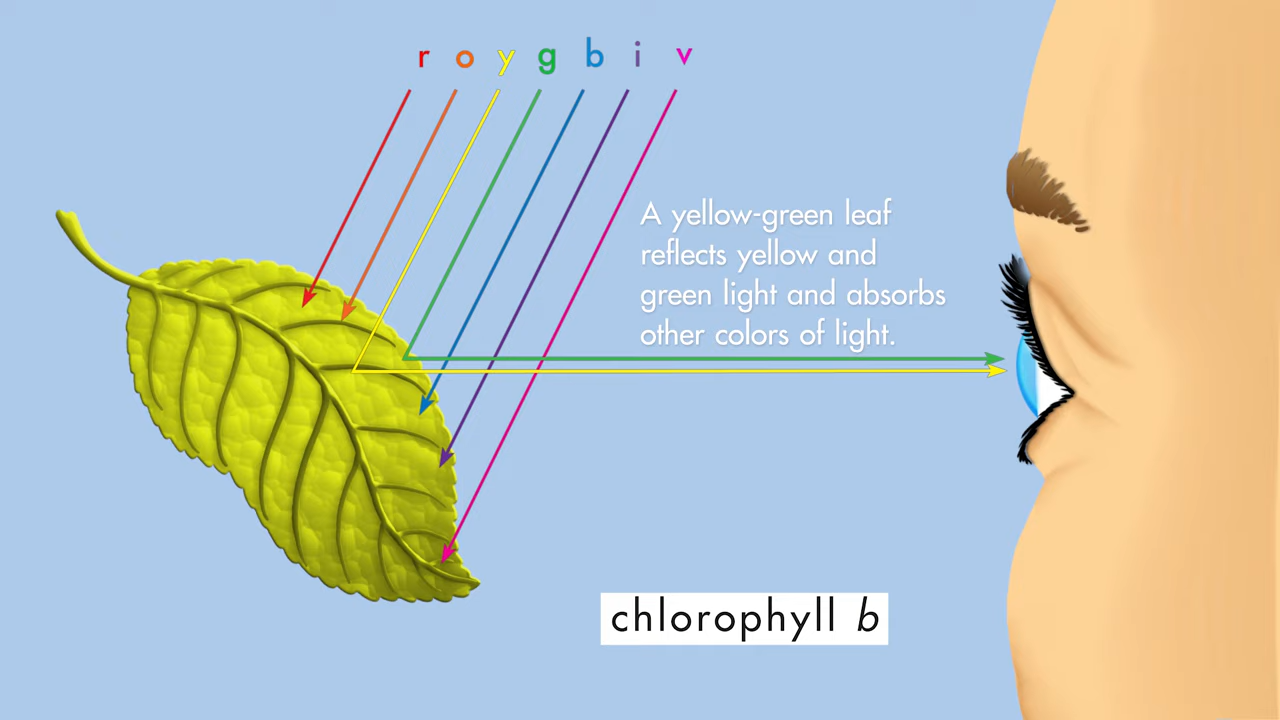 r o y g b i v
A yellow-green leaf
reflects yellow and
green light and absorbs
other colors of light.
chlorophyll b